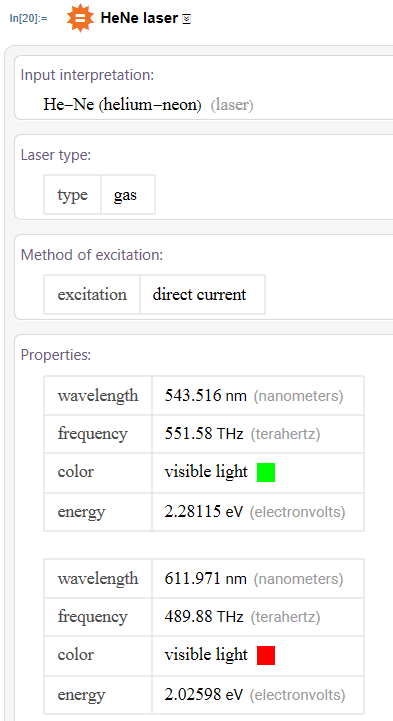 In[20]:= HeNe laser
Input interpretation:
He–Ne (helium–neon) (laser)
Laser type:
type gas
Method of excitation:
excitation direct current
Properties:
wavelength 543.516 nm (nanometers)
frequency 551.58 THz (terahertz)
color visible light
energy 2.28115 eV (electronvolts)
wavelength 611.971 nm (nanometers)
frequency 489.88 THz (terahertz)
color visible light
energy 2.02598 eV (electronvolts)